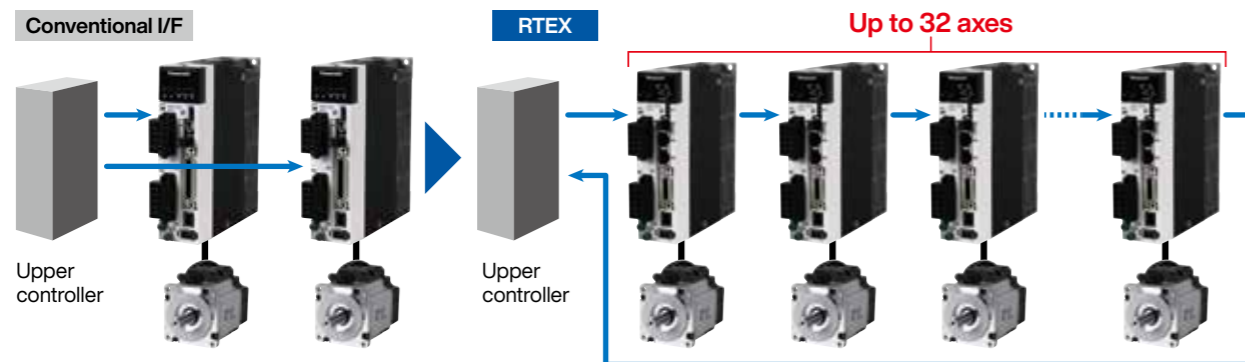 Conventional I/F
RTEX
Up to 32 axes
Upper
controller
Upper
controller